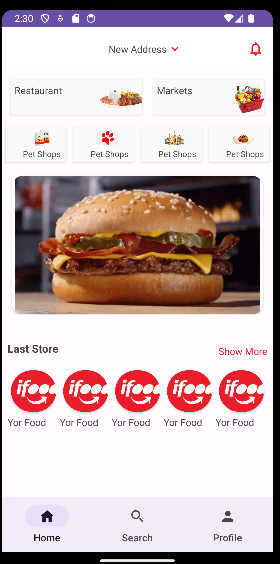 2:30
New Address
Restaurant
Markets
Pet Shops Pet Shops Pet Shops Pet Shops
Last Store
Show More
ifood ifood ifood ifood ifood
Yor Food Yor Food Yor Food Yor Food Yor Food
Home Search Profile